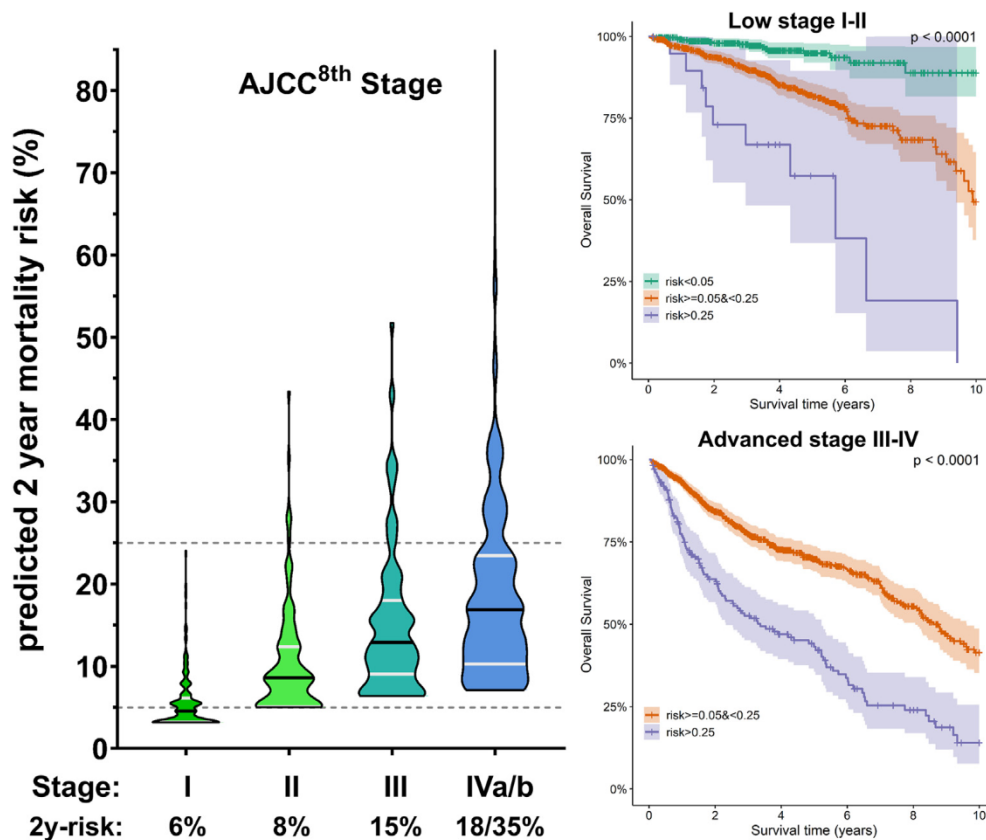 AJCC8th Stage
predicted 2 year mortality risk (%)
80
70
60
50
40
30
20
10
0
Stage: I II III IVa/b
2y-risk: 6% 8% 15% 18/35%
Low stage I-II
p < 0.0001
Overall Survival
100%
75%
50%
25%
0%
risk<0.05
risk>=0.05&<0.25
risk>0.25
0 2 4 6 8 10
Survival time (years)
Advanced stage III-IV
p < 0.0001
Overall Survival
100%
75%
50%
25%
0%
risk>=0.05&<0.25
risk>0.25
0 2 4 6 8 10
Survival time (years)